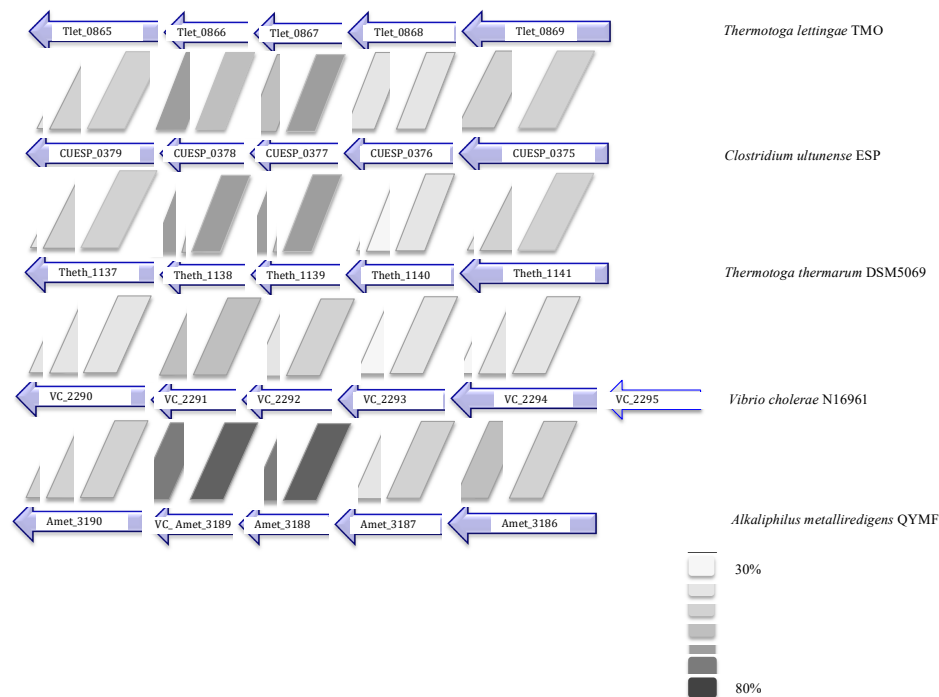 Tlet_0865 Tlet_0866 Tlet_0867 Tlet_0868 Tlet_0869 Thermotoga lettingae TMO
CUESP_0379 CUESP_0378 CUESP_0377 CUESP_0376 CUESP_0375 Clostridium ultunense ESP
Theth_1137 Theth_1138 Theth_1139 Theth_1140 Theth_1141 Thermotoga thermarum DSM5069
VC_2290 VC_2291 VC_2292 VC_2293 VC_2294 VC_2295 Vibrio cholerae N16961
Amet_3190 VC_ Amet_3189 Amet_3188 Amet_3187 Amet_3186 Alkaliphilus metalliredigens QYMF
30%
80%